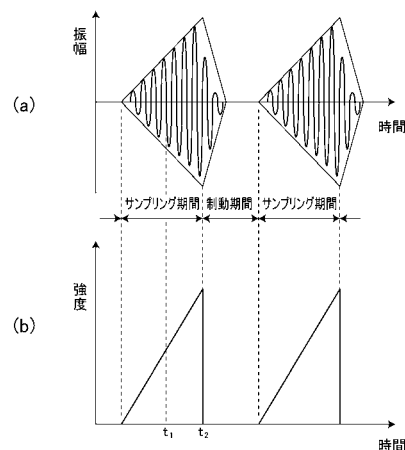 振幅
(a)
時間
サンプリング期間 制動期間 サンプリング期間
強度
(b)
t₁ t₂
時間